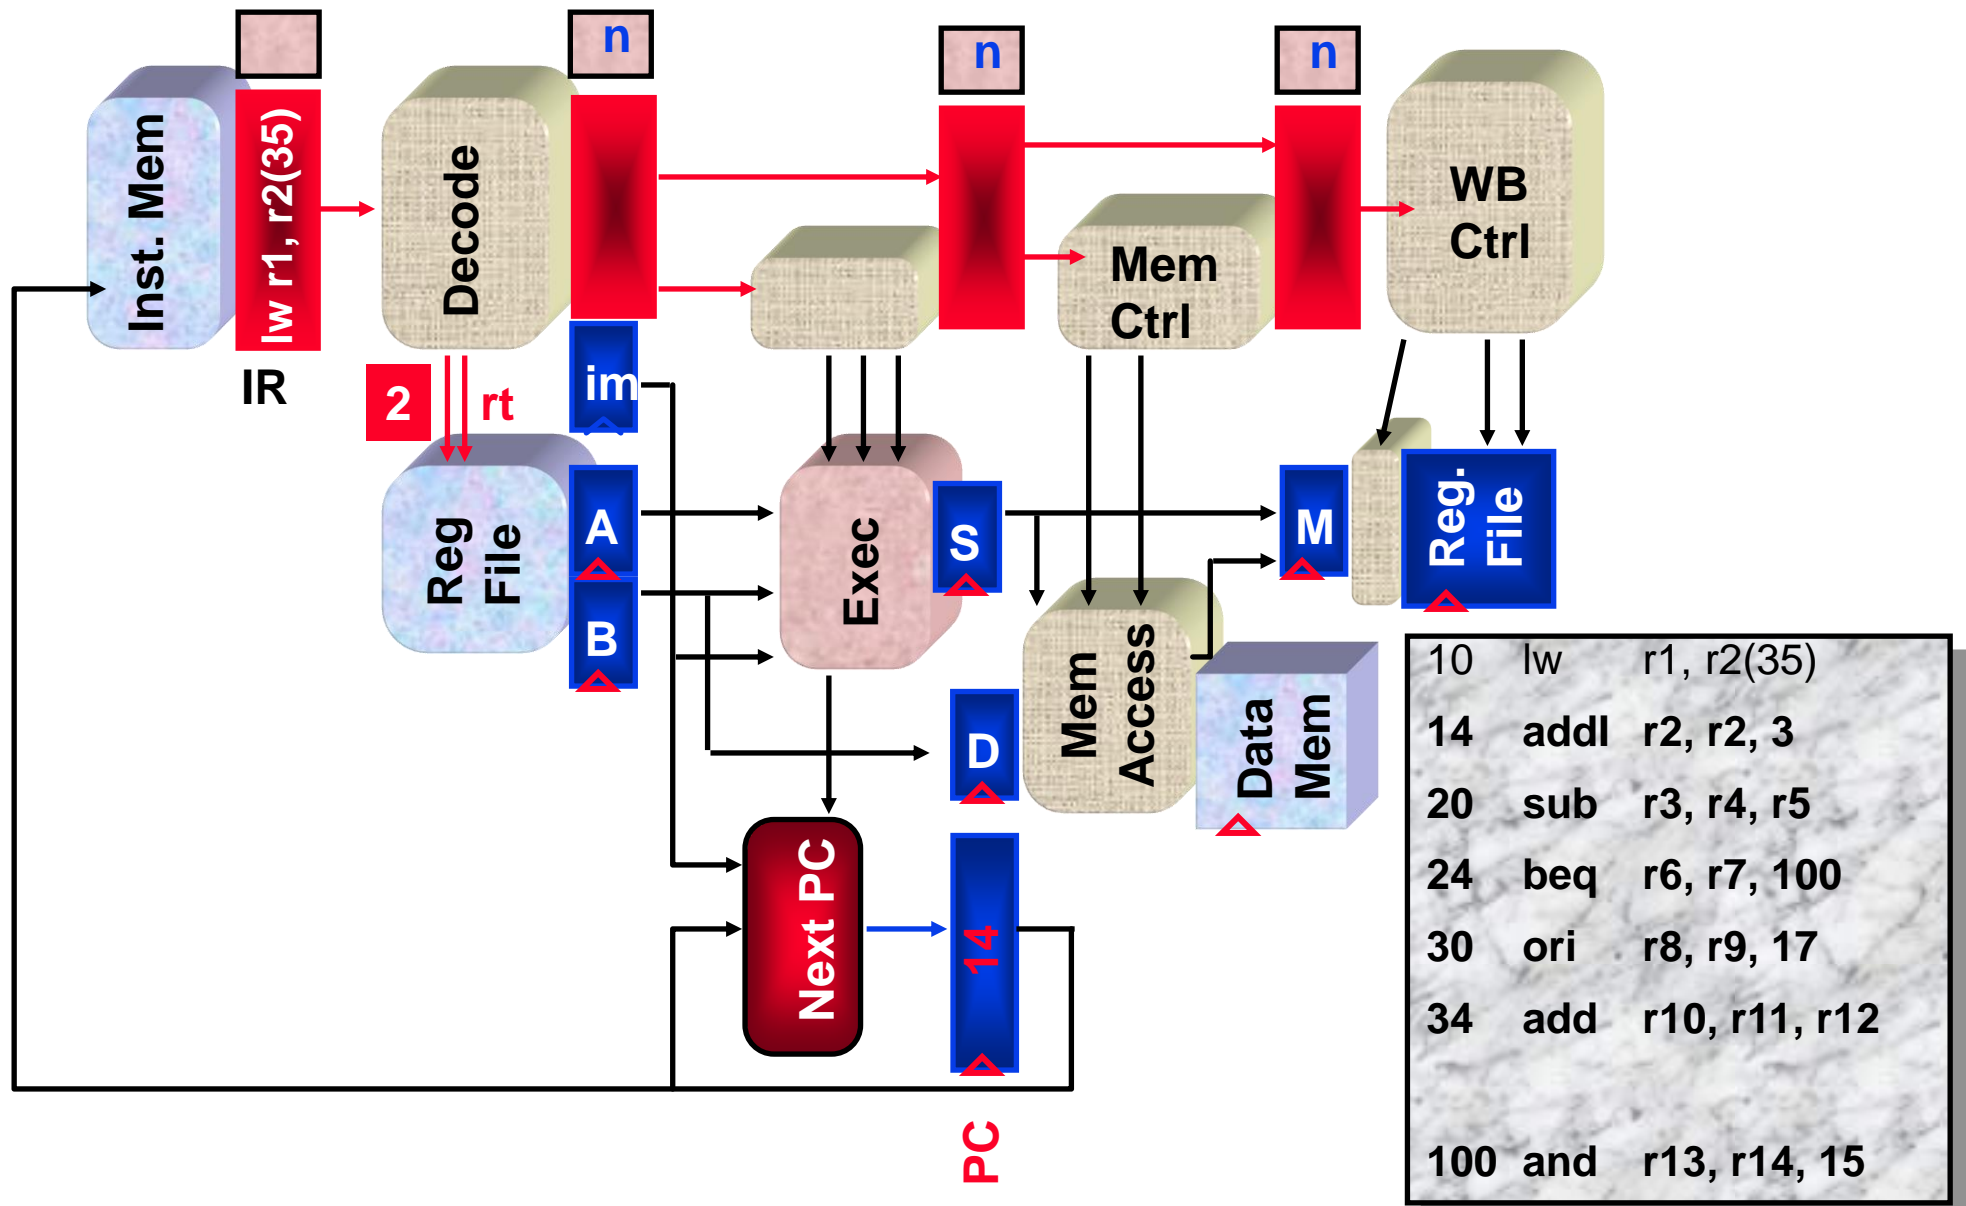 n
n
n
Inst. Mem
lw r1, r2(35)
IR
Decode
WB
Ctrl
Mem
Ctrl
2
rt
im
Reg
File
A
B
Exec
S
M
Reg.
File
Mem
Access
D
Data
Mem
Next PC
14
PC
10 lw r1, r2(35)
14 addI r2, r2, 3
20 sub r3, r4, r5
24 beq r6, r7, 100
30 ori r8, r9, 17
34 add r10, r11, r12
100 and r13, r14, 15